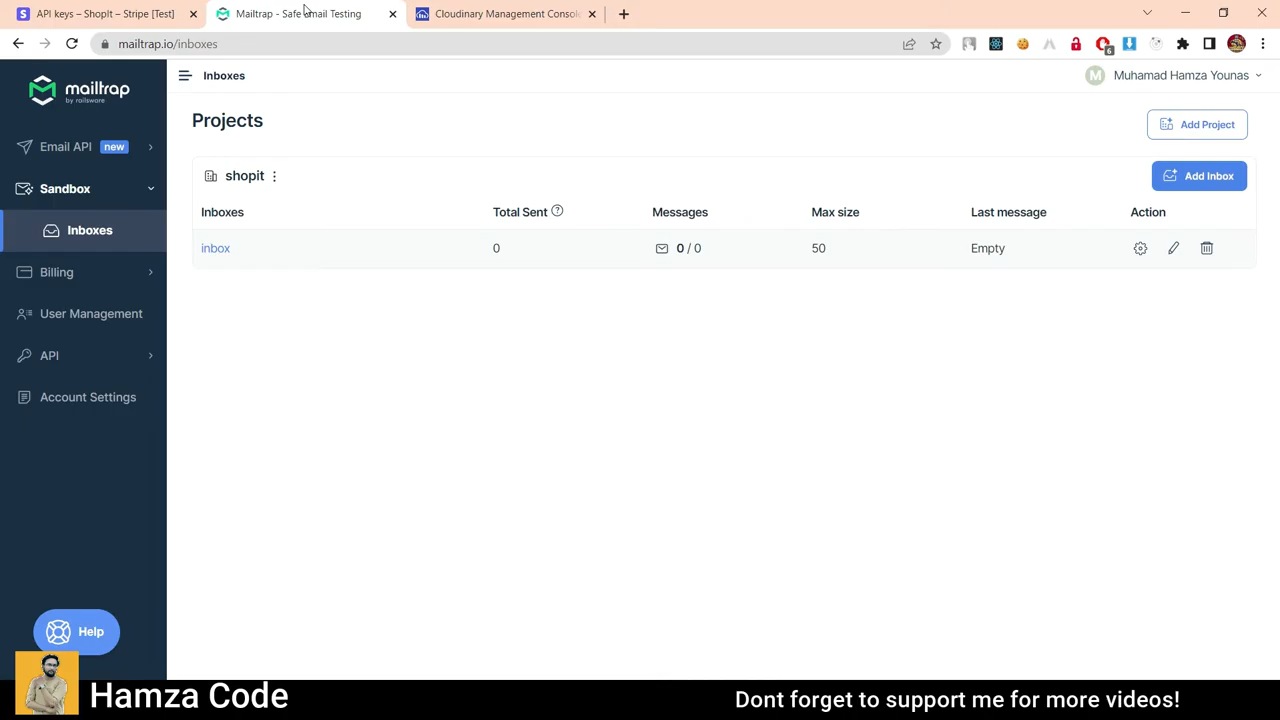 API keys – ShopIt – Stripe [Test]
Mailtrap - Safe Email Testing
Cloudinary Management Consol
mailtrap.io/inboxes
6
mailtrap
by railsware
Inboxes
M
Muhamad Hamza Younas
Email API
new
Sandbox
Inboxes
Billing
User Management
API
Account Settings
Help
Projects
Add Project
shopit
Add Inbox
Inboxes
Total Sent
?
Messages
Max size
Last message
Action
inbox
0
0 / 0
50
Empty
Hamza Code
Dont forget to support me for more videos!